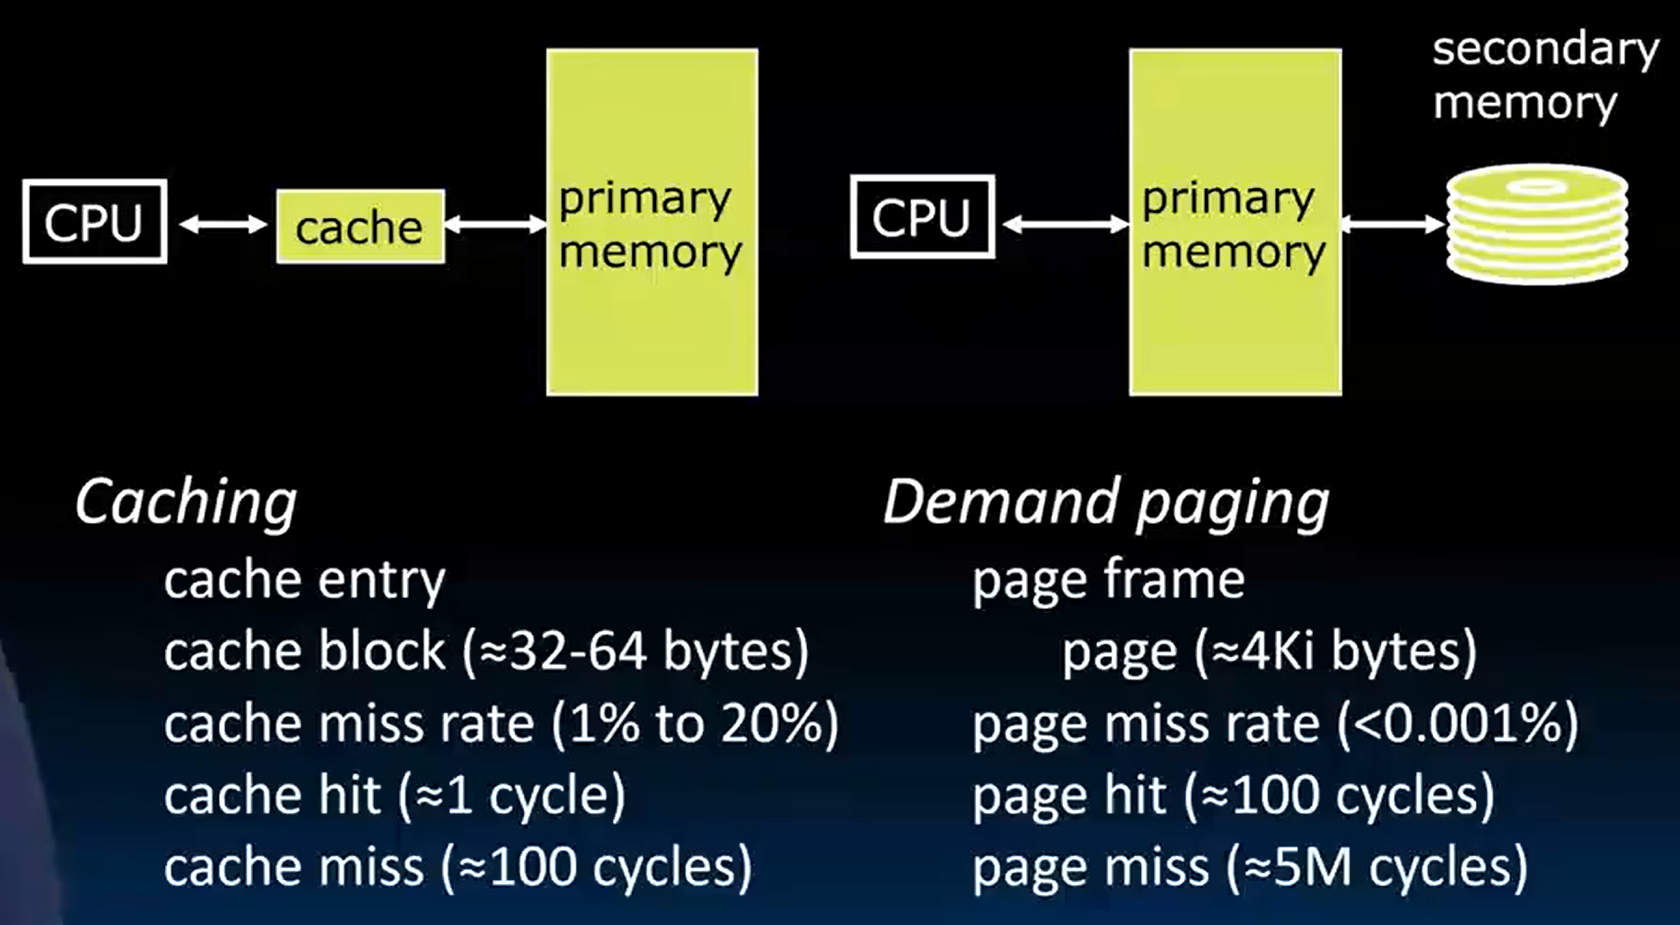 CPU
cache
primary
memory
CPU
primary
memory
secondary
memory
Caching
cache entry
cache block (≈32-64 bytes)
cache miss rate (1% to 20%)
cache hit (≈1 cycle)
cache miss (≈100 cycles)
Demand paging
page frame
page (≈4Ki bytes)
page miss rate (<0.001%)
page hit (≈100 cycles)
page miss (≈5M cycles)